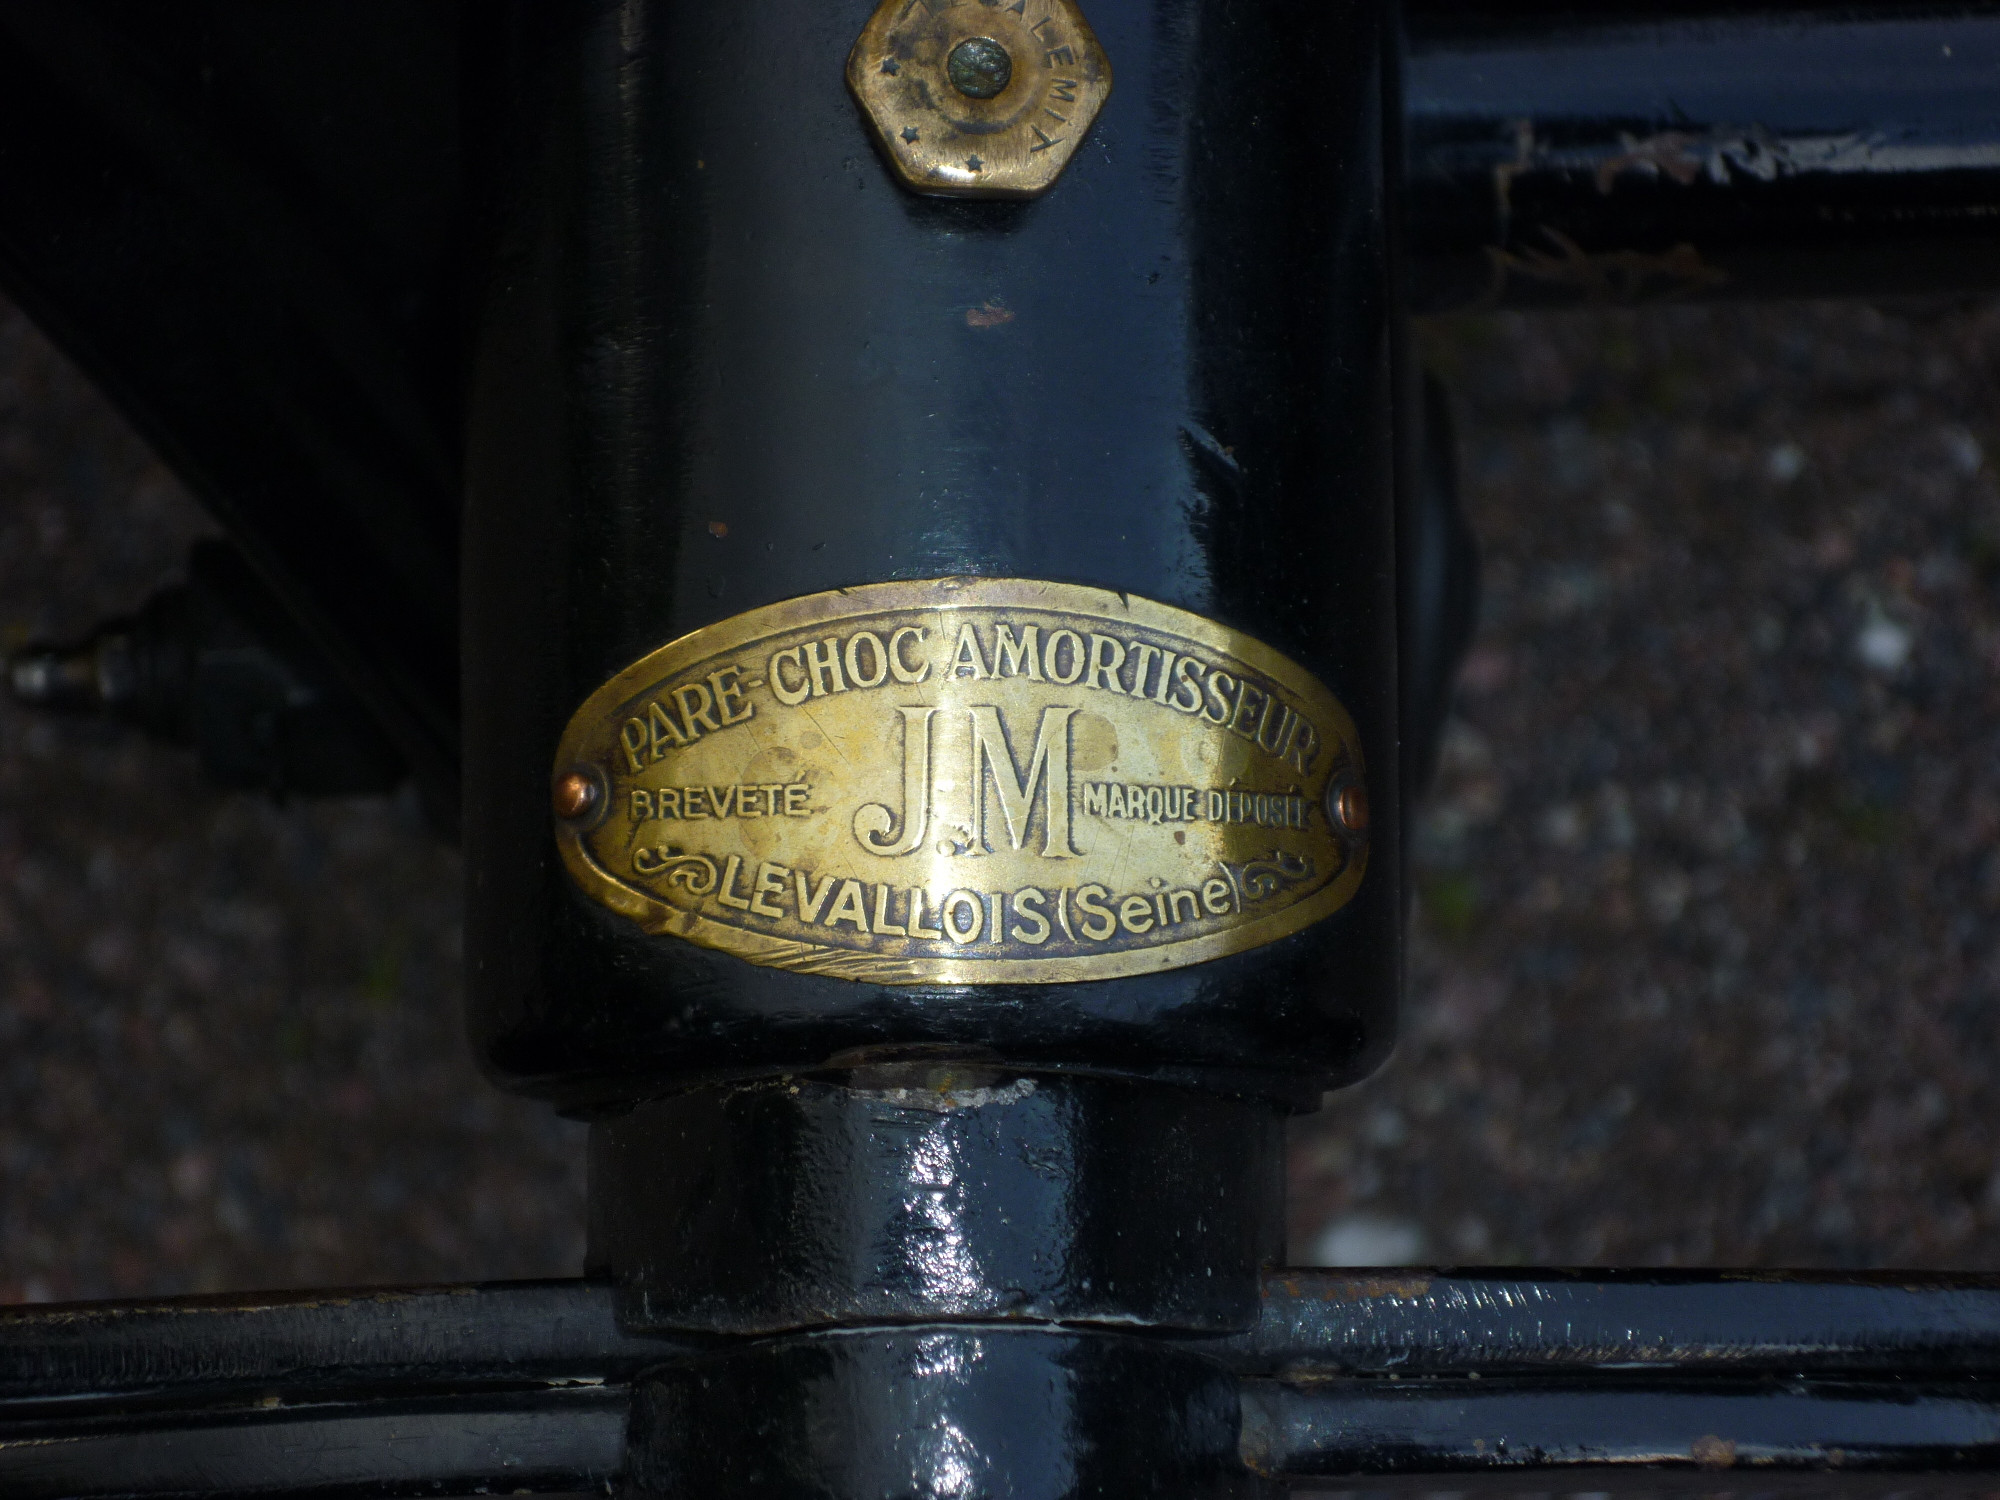 PARE-CHOC AMORTISSEUR
BREVETÉ J.M MARQUE DÉPOSÉE
LEVALLOIS (Seine)